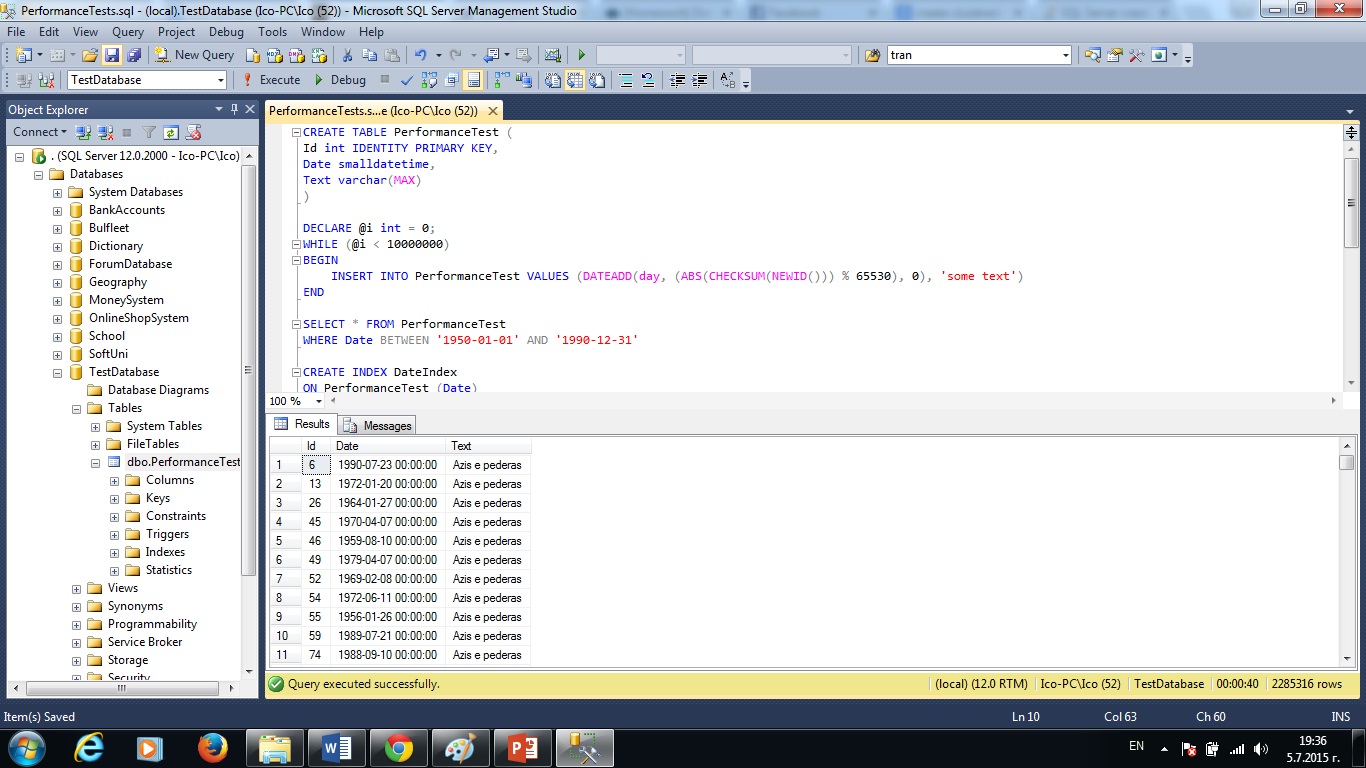 PerformanceTests.sql - (local).TestDatabase (Ico-PC\Ico (52)) - Microsoft SQL Server Management Studio
File Edit View Query Project Debug Tools Window Help
New Query tran
TestDatabase Execute Debug
Object Explorer
Connect
. (SQL Server 12.0.2000 - Ico-PC\Ico)
Databases
System Databases
BankAccounts
Bulfleet
Dictionary
ForumDatabase
Geography
MoneySystem
OnlineShopSystem
School
SoftUni
TestDatabase
Database Diagrams
Tables
System Tables
FileTables
dbo.PerformanceTest
Columns
Keys
Constraints
Triggers
Indexes
Statistics
Views
Synonyms
Programmability
Service Broker
Storage
Security
PerformanceTests.s...e (Ico-PC\Ico (52))
CREATE TABLE PerformanceTest (
Id int IDENTITY PRIMARY KEY,
Date smalldatetime,
Text varchar(MAX)
)
DECLARE @i int = 0;
WHILE (@i < 10000000)
BEGIN
INSERT INTO PerformanceTest VALUES (DATEADD(day, (ABS(CHECKSUM(NEWID())) % 65530), 0), 'some text')
END
SELECT * FROM PerformanceTest
WHERE Date BETWEEN '1950-01-01' AND '1990-12-31'
CREATE INDEX DateIndex
ON PerformanceTest (Date)
100 %
Results Messages
Id Date Text
1 6 1990-07-23 00:00:00 Azis e pederas
2 13 1972-01-20 00:00:00 Azis e pederas
3 26 1964-01-27 00:00:00 Azis e pederas
4 45 1970-04-07 00:00:00 Azis e pederas
5 46 1959-08-10 00:00:00 Azis e pederas
6 49 1979-04-07 00:00:00 Azis e pederas
7 52 1969-02-08 00:00:00 Azis e pederas
8 54 1972-06-11 00:00:00 Azis e pederas
9 55 1956-01-26 00:00:00 Azis e pederas
10 59 1989-07-21 00:00:00 Azis e pederas
11 74 1988-09-10 00:00:00 Azis e pederas
Query executed successfully. (local) (12.0 RTM) Ico-PC\Ico (52) TestDatabase 00:00:40 2285316 rows
Item(s) Saved Ln 10 Col 63 Ch 60 INS
EN 19:36
5.7.2015 г.